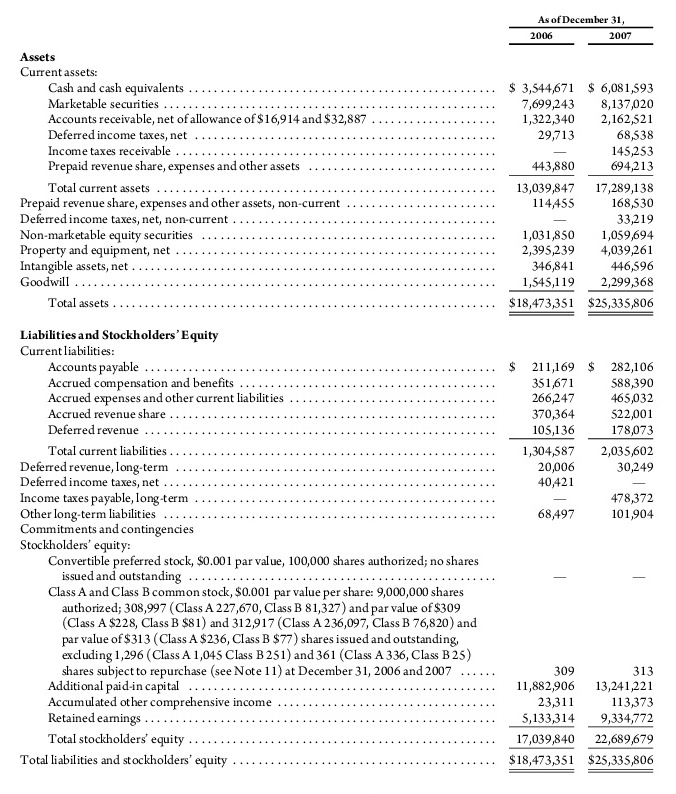 As of December 31,
2006 2007
Assets
Current assets:
Cash and cash equivalents ........ $ 3,544,671 $ 6,081,593
Marketable securities ........ 7,699,243 8,137,020
Accounts receivable, net of allowance of $16,914 and $32,887 ........ 1,322,340 2,162,521
Deferred income taxes, net ........ 29,713 68,538
Income taxes receivable ........ — 145,253
Prepaid revenue share, expenses and other assets ........ 443,880 694,213
Total current assets ........ 13,039,847 17,289,138
Prepaid revenue share, expenses and other assets, non-current ........ 114,455 168,530
Deferred income taxes, net, non-current ........ — 33,219
Non-marketable equity securities ........ 1,031,850 1,059,694
Property and equipment, net ........ 2,395,239 4,039,261
Intangible assets, net ........ 346,841 446,596
Goodwill ........ 1,545,119 2,299,368
Total assets ........ $18,473,351 $25,335,806
Liabilities and Stockholders' Equity
Current liabilities:
Accounts payable ........ $ 211,169 $ 282,106
Accrued compensation and benefits ........ 351,671 588,390
Accrued expenses and other current liabilities ........ 266,247 465,032
Accrued revenue share ........ 370,364 522,001
Deferred revenue ........ 105,136 178,073
Total current liabilities ........ 1,304,587 2,035,602
Deferred revenue, long-term ........ 20,006 30,249
Deferred income taxes, net ........ 40,421 —
Income taxes payable, long-term ........ — 478,372
Other long-term liabilities ........ 68,497 101,904
Commitments and contingencies
Stockholders' equity:
Convertible preferred stock, $0.001 par value, 100,000 shares authorized; no shares
issued and outstanding ........ — —
Class A and Class B common stock, $0.001 par value per share: 9,000,000 shares
authorized; 308,997 (Class A 227,670, Class B 81,327) and par value of $309
(Class A $228, Class B $81) and 312,917 (Class A 236,097, Class B 76,820) and
par value of $313 (Class A $236, Class B $77) shares issued and outstanding,
excluding 1,296 (Class A 1,045 Class B 251) and 361 (Class A 336, Class B 25)
shares subject to repurchase (see Note 11) at December 31, 2006 and 2007 ...... 309 313
Additional paid-in capital ........ 11,882,906 13,241,221
Accumulated other comprehensive income ........ 23,311 113,373
Retained earnings ........ 5,133,314 9,334,772
Total stockholders' equity ........ 17,039,840 22,689,679
Total liabilities and stockholders' equity ........ $18,473,351 $25,335,806